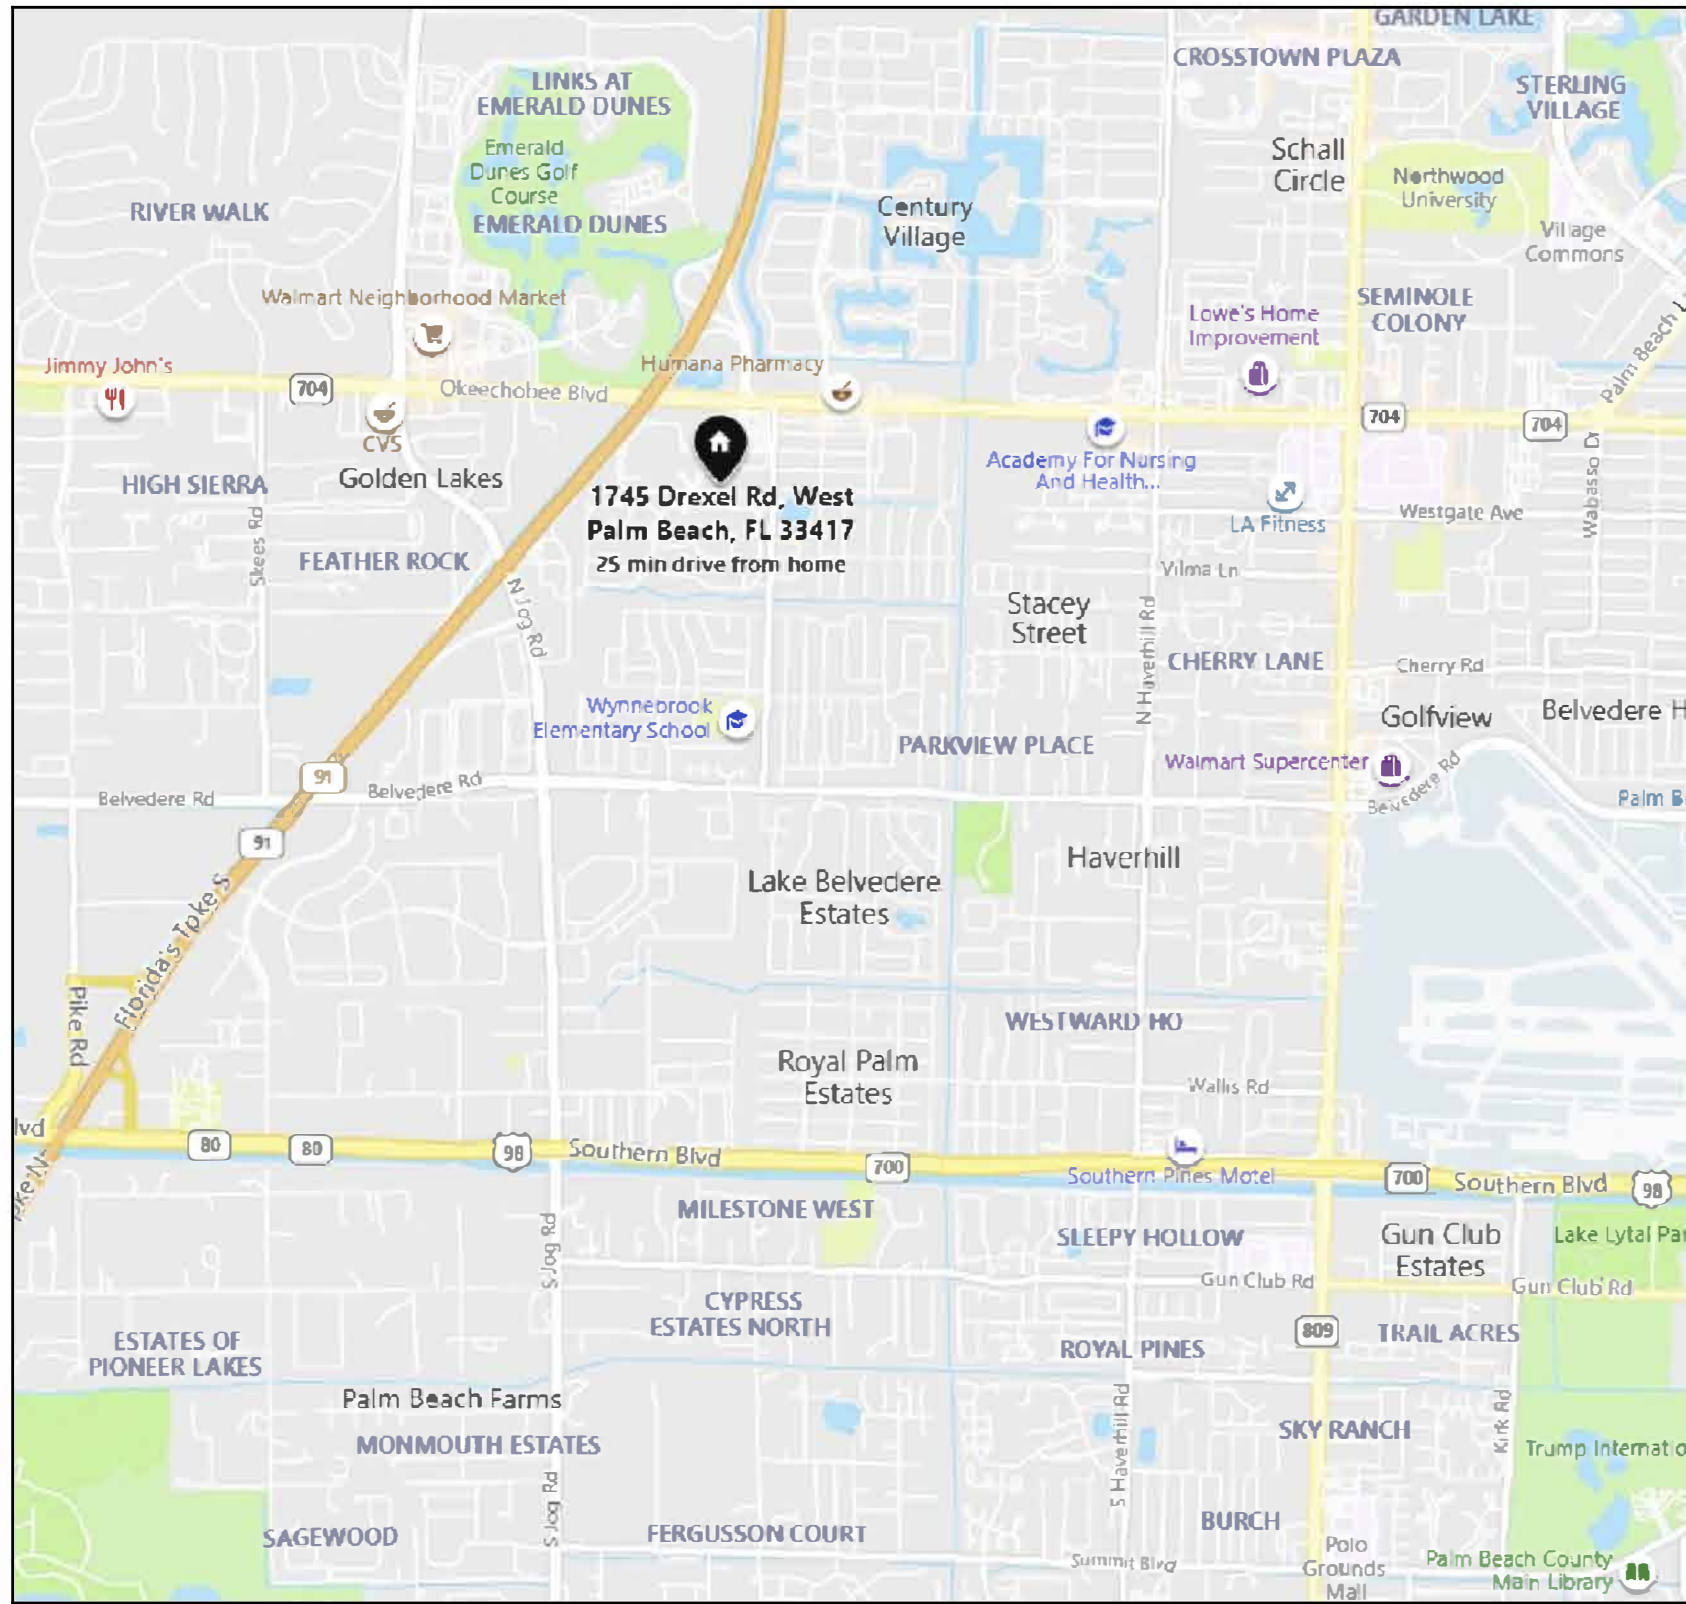 GARDEN LAKE
CROSSTOWN PLAZA
LINKS AT
EMERALD DUNES
STERLING
VILLAGE
Emerald
Dunes Golf
Course
Schall
Circle
Northwood
University
RIVER WALK
EMERALD DUNES
Century
Village
Village
Commons
Walmart Neighborhood Market
SEMINOLE
COLONY
Lowe's Home
Improvement
Palm Beach L
Jimmy John's
Humana Pharmacy
704
Okeechobee Blvd
704
704
CVS
Golden Lakes
HIGH SIERRA
Academy For Nursing
And Health...
1745 Drexel Rd, West
Palm Beach, FL 33417
25 min drive from home
LA Fitness
Westgate Ave
Wabasso Dr
Skees Rd
FEATHER ROCK
N Jog Rd
Vilma Ln
Stacey
Street
N Haverhill Rd
CHERRY LANE
Cherry Rd
Wynnebrook
Elementary School
Golfview
Belvedere H
PARKVIEW PLACE
Walmart Supercenter
91
Belvedere Rd
Belvedere Rd
Belvedere Rd
Palm B
91
Haverhill
Lake Belvedere
Estates
Florida's Tpke S
Pike Rd
WESTWARD HO
Royal Palm
Estates
Wallis Rd
lvd
80
80
98
Southern Blvd
700
Southern Pines Motel
700
Southern Blvd
98
pke N
MILESTONE WEST
SLEEPY HOLLOW
Gun Club
Estates
Lake Lytal Par
S Jog Rd
Gun Club Rd
Gun Club Rd
CYPRESS
ESTATES NORTH
809
TRAIL ACRES
ESTATES OF
PIONEER LAKES
ROYAL PINES
Palm Beach Farms
MONMOUTH ESTATES
S Haverhill Rd
SKY RANCH
Kirk Rd
Trump Internatio
S Jog Rd
SAGEWOOD
FERGUSSON COURT
BURCH
Summit Blvd
Polo
Grounds
Mall
Palm Beach County
Main Library